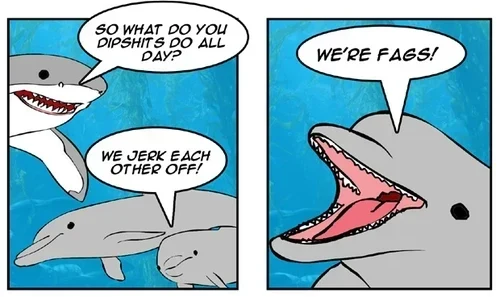 SO WHAT DO YOU
DIPSHITS DO ALL
DAY?
WE JERK EACH
OTHER OFF!
WE'RE FAGS!